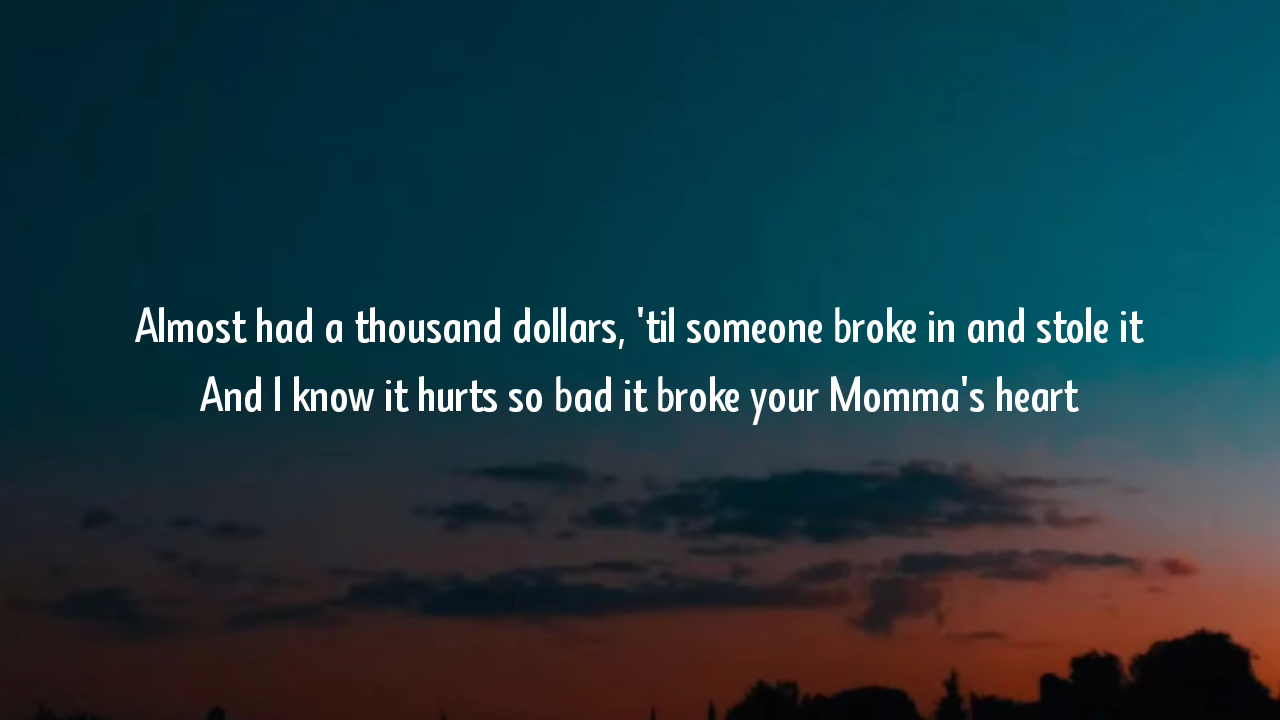 Almost had a thousand dollars, 'til someone broke in and stole it
And I know it hurts so bad it broke your Momma's heart